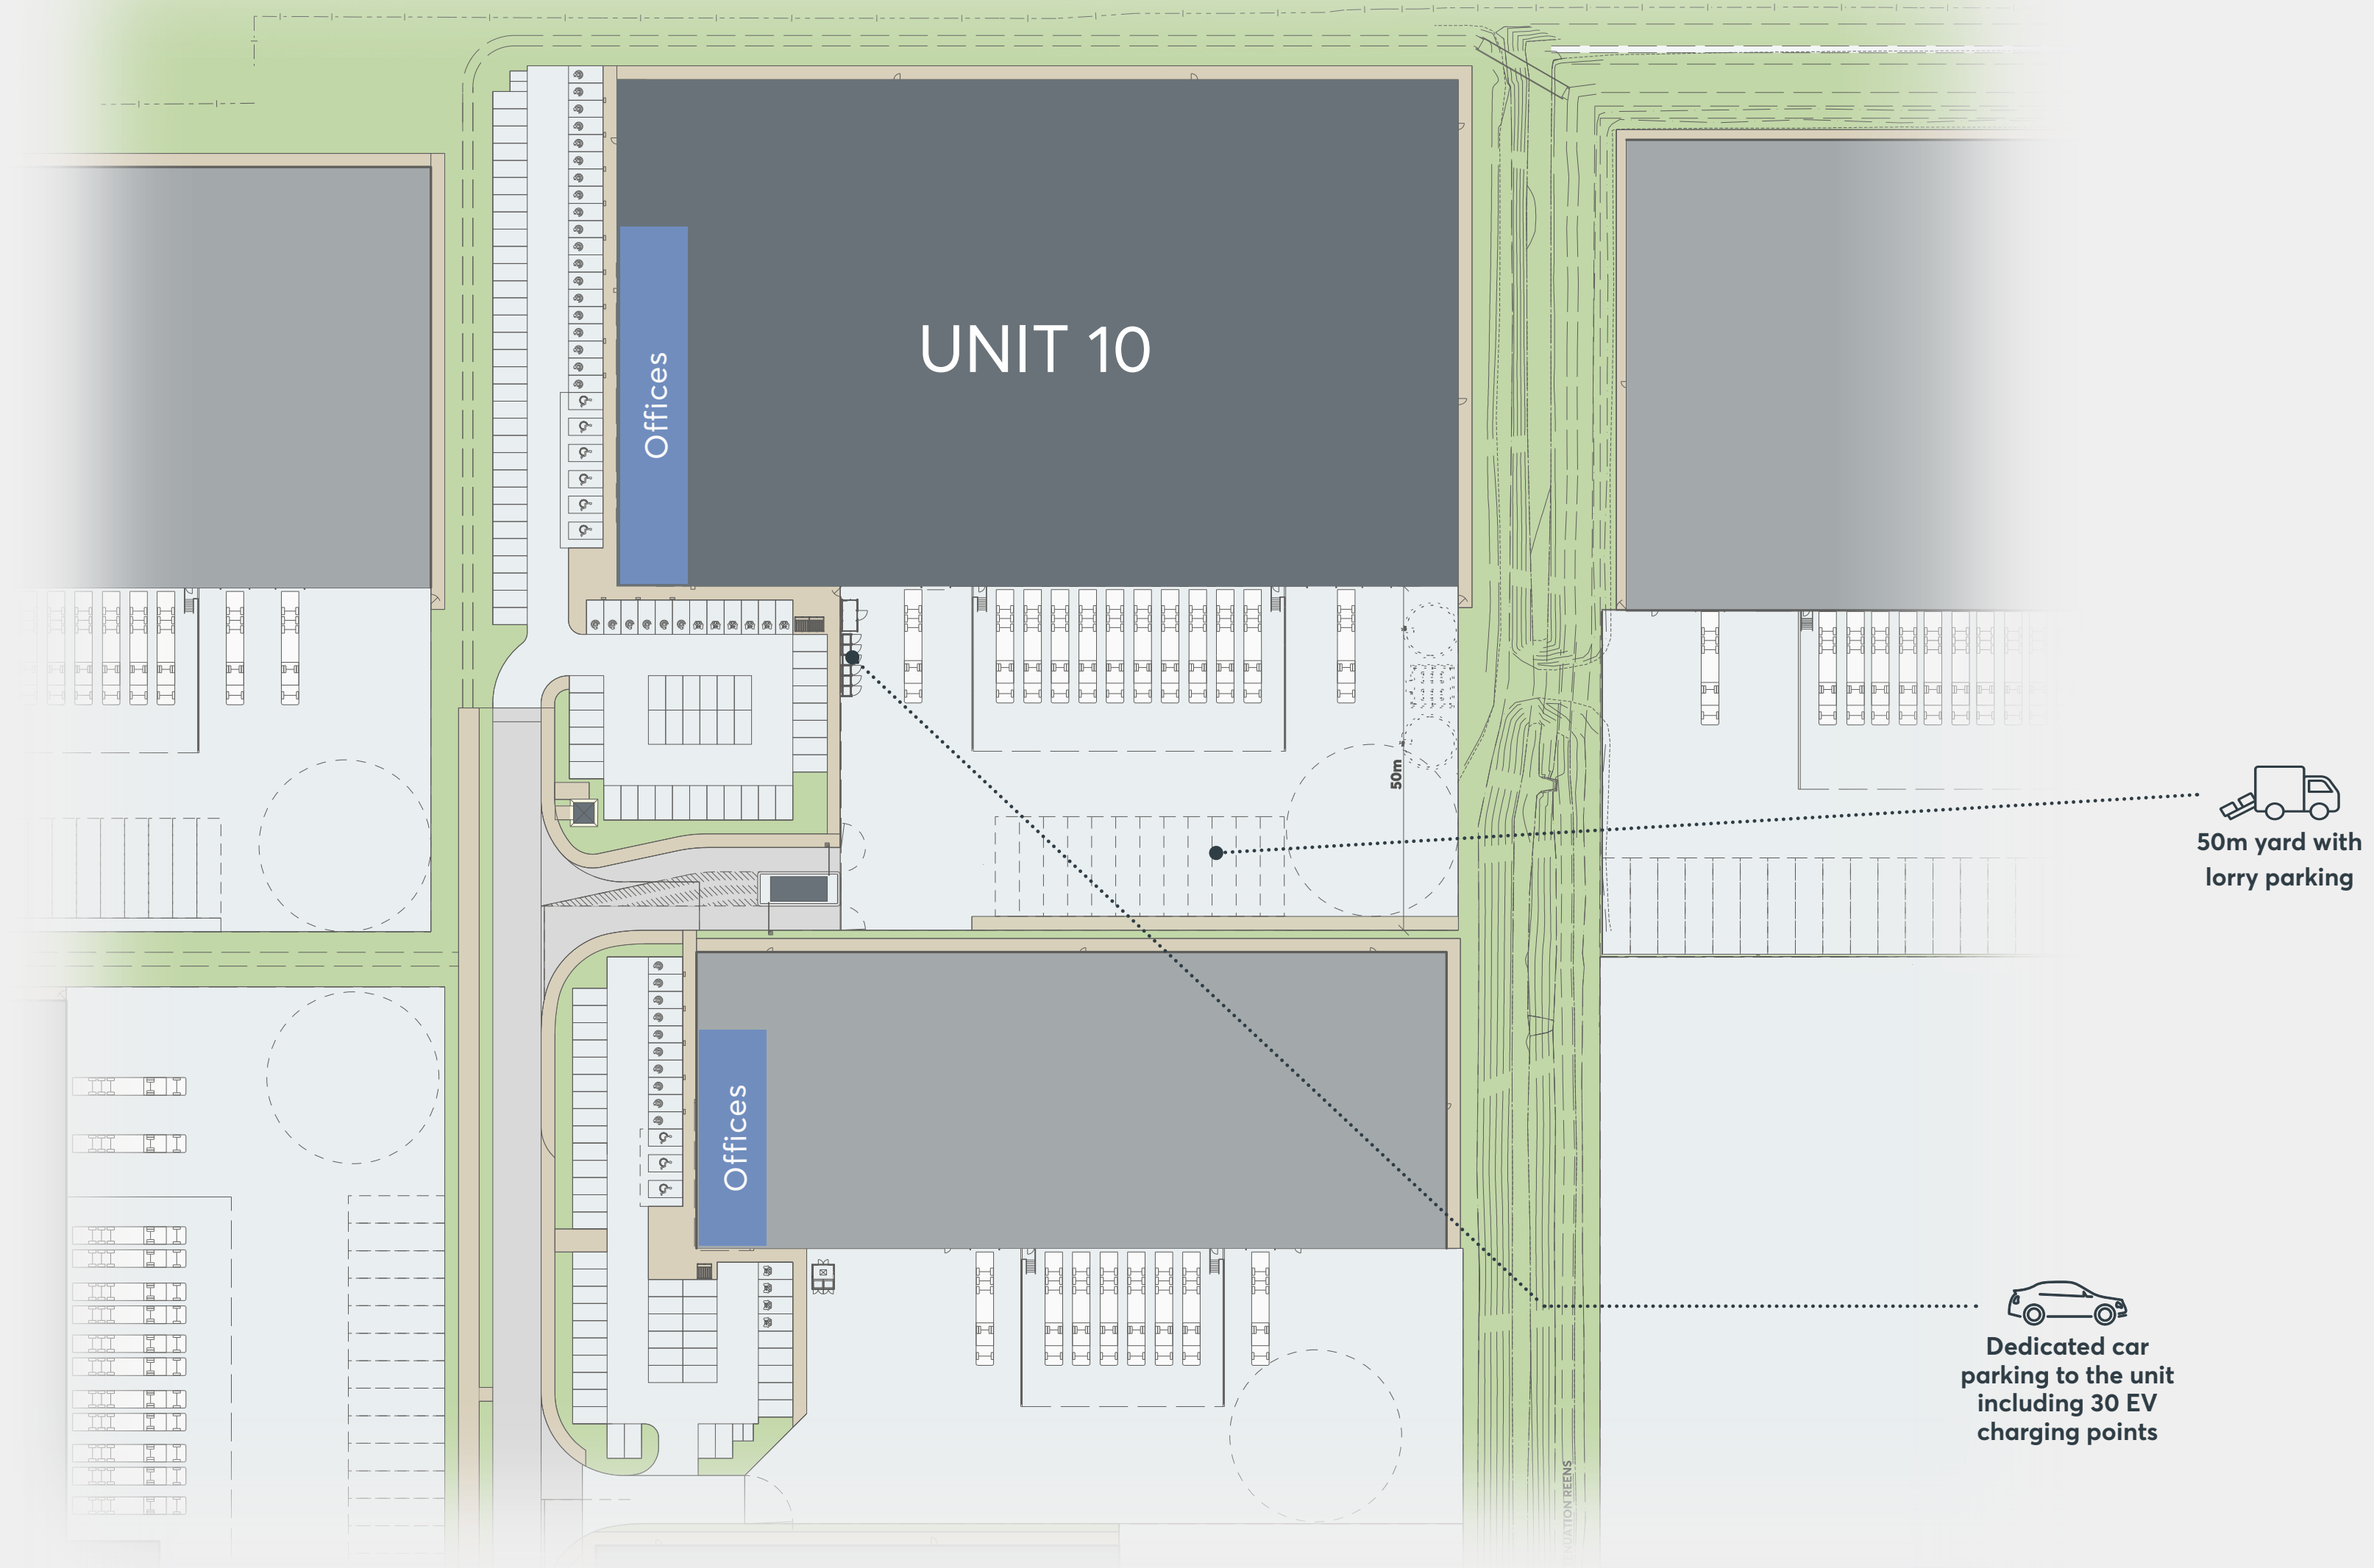 UNIT 10
Offices
50m
50m yard with
lorry parking
Offices
Dedicated car
parking to the unit
including 30 EV
charging points
REENS